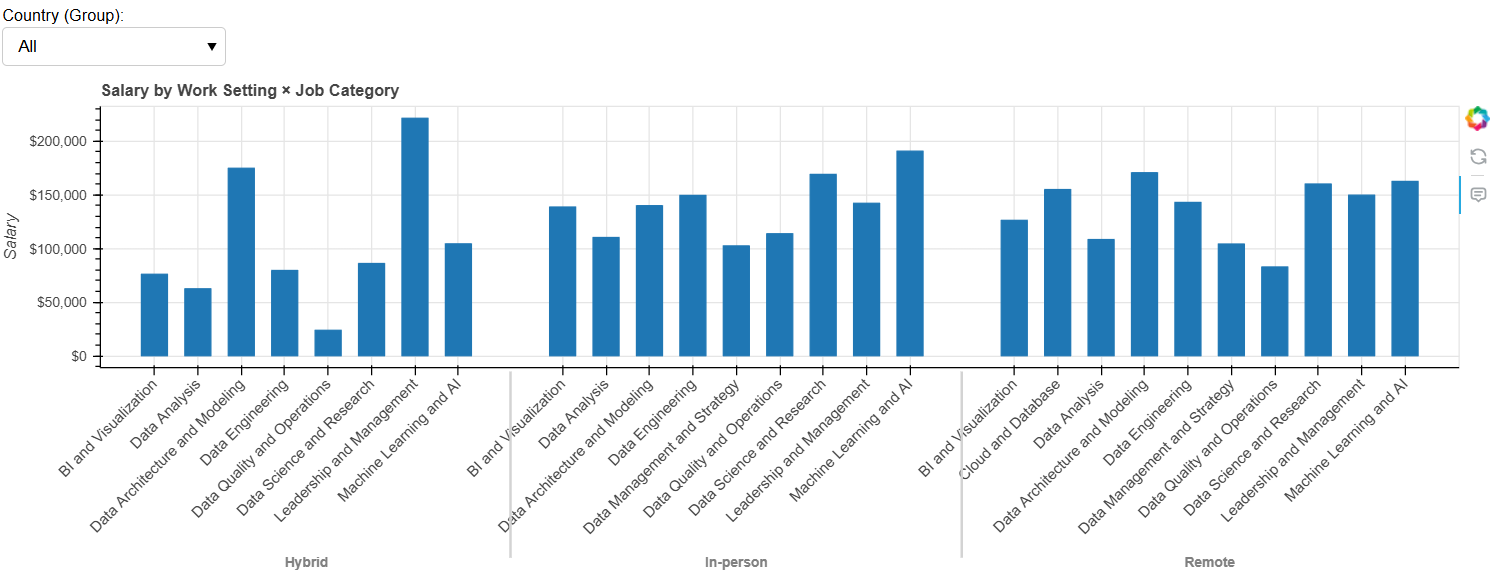 Country (Group):
All
Salary by Work Setting × Job Category
Salary
$200,000
$150,000
$100,000
$50,000
$0
BI and Visualization
Data Analysis
Data Architecture and Modeling
Data Engineering
Data Quality and Operations
Data Science and Research
Leadership and Management
Machine Learning and AI
BI and Visualization
Data Analysis
Data Architecture and Modeling
Data Engineering
Data Management and Strategy
Data Quality and Operations
Data Science and Research
Leadership and Management
Machine Learning and AI
BI and Visualization
Cloud and Database
Data Analysis
Data Architecture and Modeling
Data Engineering
Data Management and Strategy
Data Quality and Operations
Data Science and Research
Leadership and Management
Machine Learning and AI
Hybrid
In-person
Remote